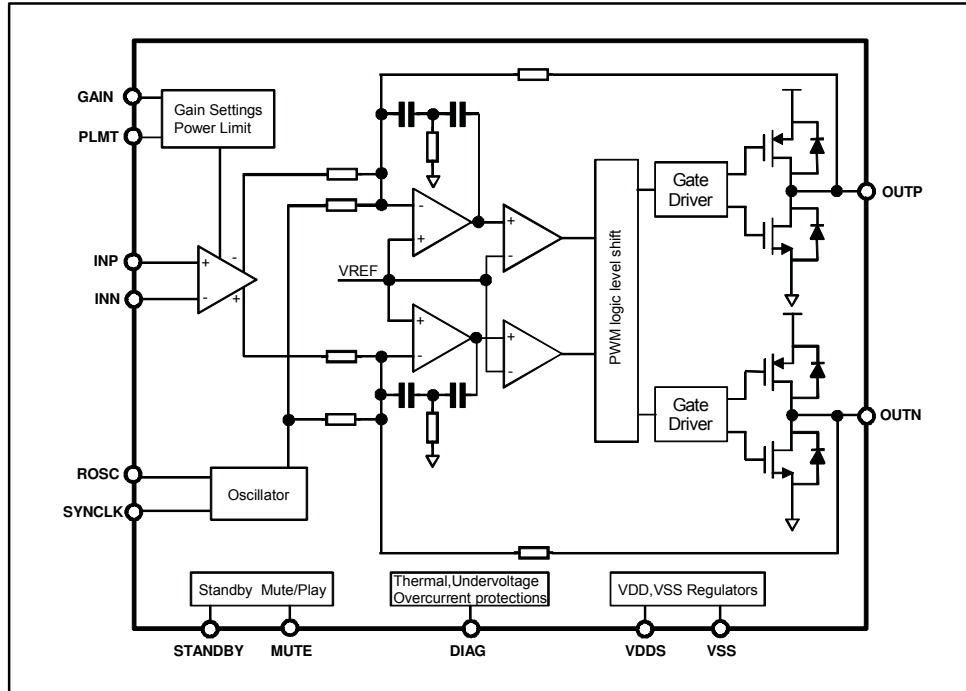 GAIN
PLMT
Gain Settings
Power Limit
INP
INN
+
-
-
+
VREF
-
+
+
-
+
-
+
-
PWM logic level shift
Gate
Driver
OUTP
Gate
Driver
OUTN
ROSC
SYNCLK
Oscillator
Standby Mute/Play
Thermal,Undervoltage
Overcurrent protections
VDD,VSS Regulators
STANDBY
MUTE
DIAG
VDDS
VSS